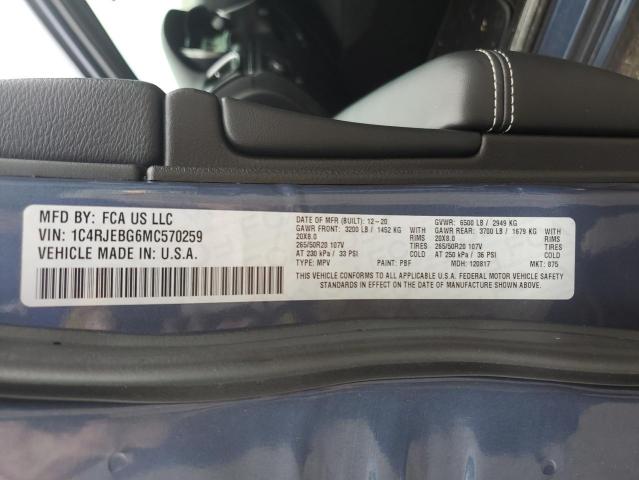 MFD BY: FCA US LLC
VIN: 1C4RJEBG6MC570259
VEHICLE MADE IN: U.S.A.
DATE OF MFR (BUILT): 12-20 GVWR: 6500 LB / 2949 KG
GAWR FRONT: 3200 LB / 1452 KG WITH GAWR REAR: 3700 LB / 1679 KG WITH
20X8.0 RIMS 20X8.0 RIMS
265/50R20 107V TIRES 265/50R20 107V TIRES
AT 230 kPa / 33 PSI COLD AT 250 kPa / 36 PSI COLD
TYPE: MPV PAINT: PBF MDH: 120817 MKT: 875
THIS VEHICLE CONFORMS TO ALL APPLICABLE U.S.A. FEDERAL MOTOR VEHICLE SAFETY
STANDARDS IN EFFECT ON THE DATE OF MANUFACTURE SHOWN ABOVE.